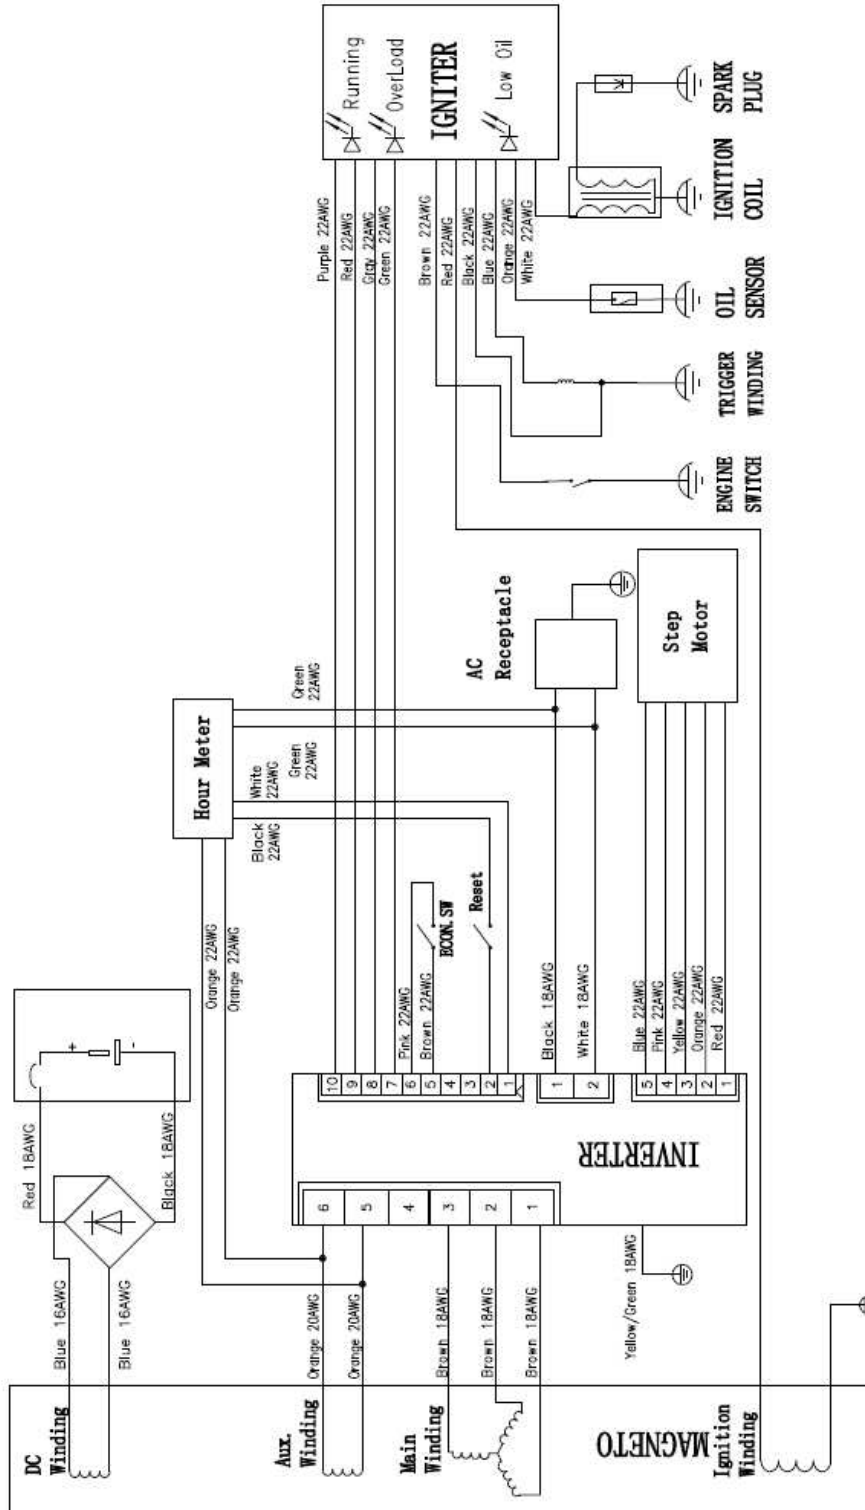 DC
Winding
Blue 16AWG
Blue 16AWG
Red 18AWG
Black 18AWG
+
-
Orange 22AWG
Orange 22AWG
Hour Meter
Black
22AWG
White
22AWG
Green
22AWG
Green
22AWG
Aux.
Winding
Orange 20AWG
Orange 20AWG
Main
Winding
Brown 18AWG
Brown 18AWG
Brown 18AWG
6
5
4
3
2
1
INVERTER
Yellow/Green 18AWG
MAGNETO
Ignition
Winding
10
9
8
7
6
5
4
3
2
1
Pink 22AWG
Brown 22AWG
ECON.SW
Reset
1
2
Black 18AWG
White 18AWG
AC
Receptacle
5
4
3
2
1
Blue 22AWG
Pink 22AWG
Yellow 22AWG
Orange 22AWG
Red 22AWG
Step
Motor
Purple 22AWG
Red 22AWG
Gray 22AWG
Green 22AWG
Brown 22AWG
Red 22AWG
Black 22AWG
Blue 22AWG
Orange 22AWG
White 22AWG
Running
OverLoad
IGNITER
Low Oil
ENGINE
SWITCH
TRIGGER
WINDING
OIL
SENSOR
IGNITION
COIL
SPARK
PLUG